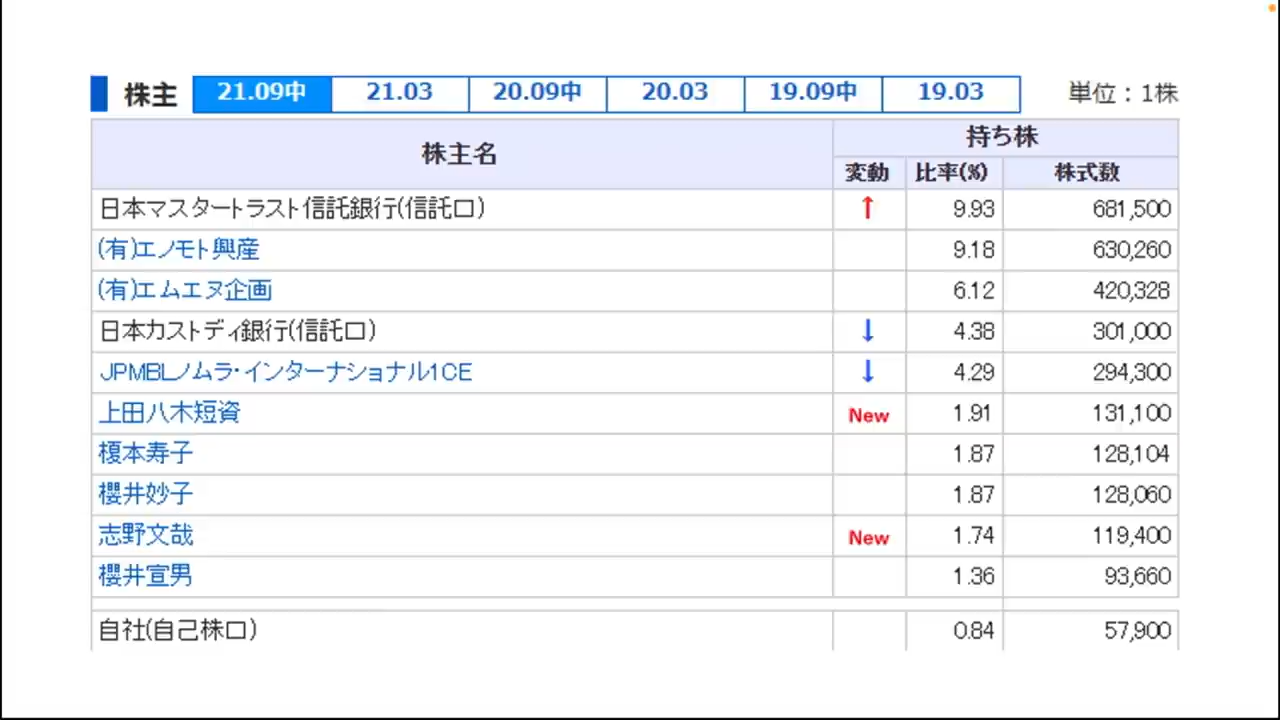 株主 21.09中 21.03 20.09中 20.03 19.09中 19.03 単位：1株
株主名 持ち株
変動 比率(%) 株式数
日本マスタートラスト信託銀行(信託口) ↑ 9.93 681,500
(有)エノモト興産 9.18 630,260
(有)エムエヌ企画 6.12 420,328
日本カストディ銀行(信託口) ↓ 4.38 301,000
JPMBLノムラ・インターナショナル1CE ↓ 4.29 294,300
上田八木短資 New 1.91 131,100
榎本寿子 1.87 128,104
櫻井妙子 1.87 128,060
志野文哉 New 1.74 119,400
櫻井宣男 1.36 93,660
自社(自己株口) 0.84 57,900